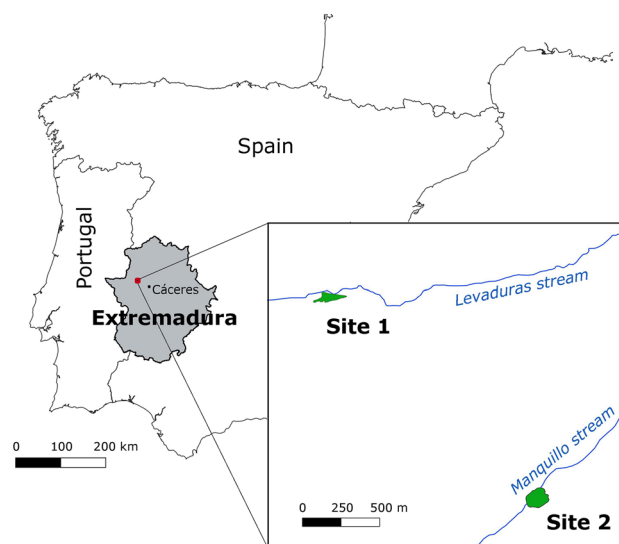 Spain
Portugal
Cáceres
Extremadura
Levaduras stream
Site 1
Manquillo stream
Site 2
0 100 200 km
0 250 500 m